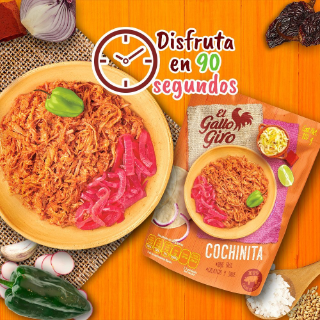 Disfruta
en 90
segundos
El
Gallo
Giro
COCHINITA